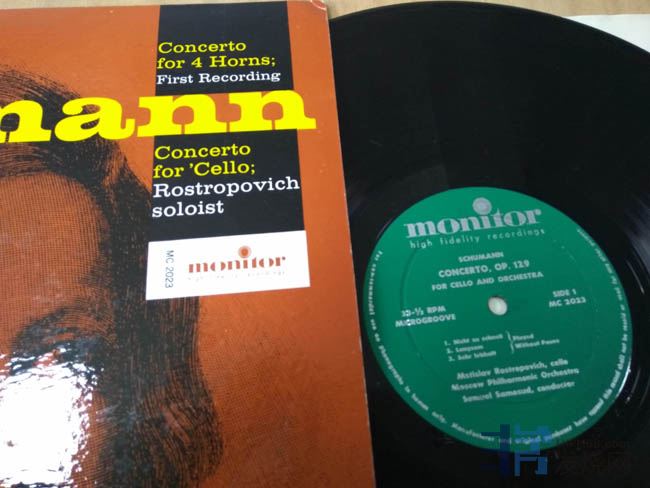 Concerto
for 4 Horns;
First Recording
mann
Concerto
for 'Cello;
Rostropovich
soloist
MC 2023
monitor
high fidelity recordings
monitor
high fidelity recordings
SCHUMANN
CONCERTO, OP. 129
FOR CELLO AND ORCHESTRA
33-⅓ RPM
MICROGROOVE
SIDE 1
MC 2023
1. Nicht zu schnell
2. Langsam
3. Sehr lebhaft
Played
Without Pause
Mstislav Rostropovich, cello
Moscow Philharmonic Orchestra
Samuel Samosud, conductor